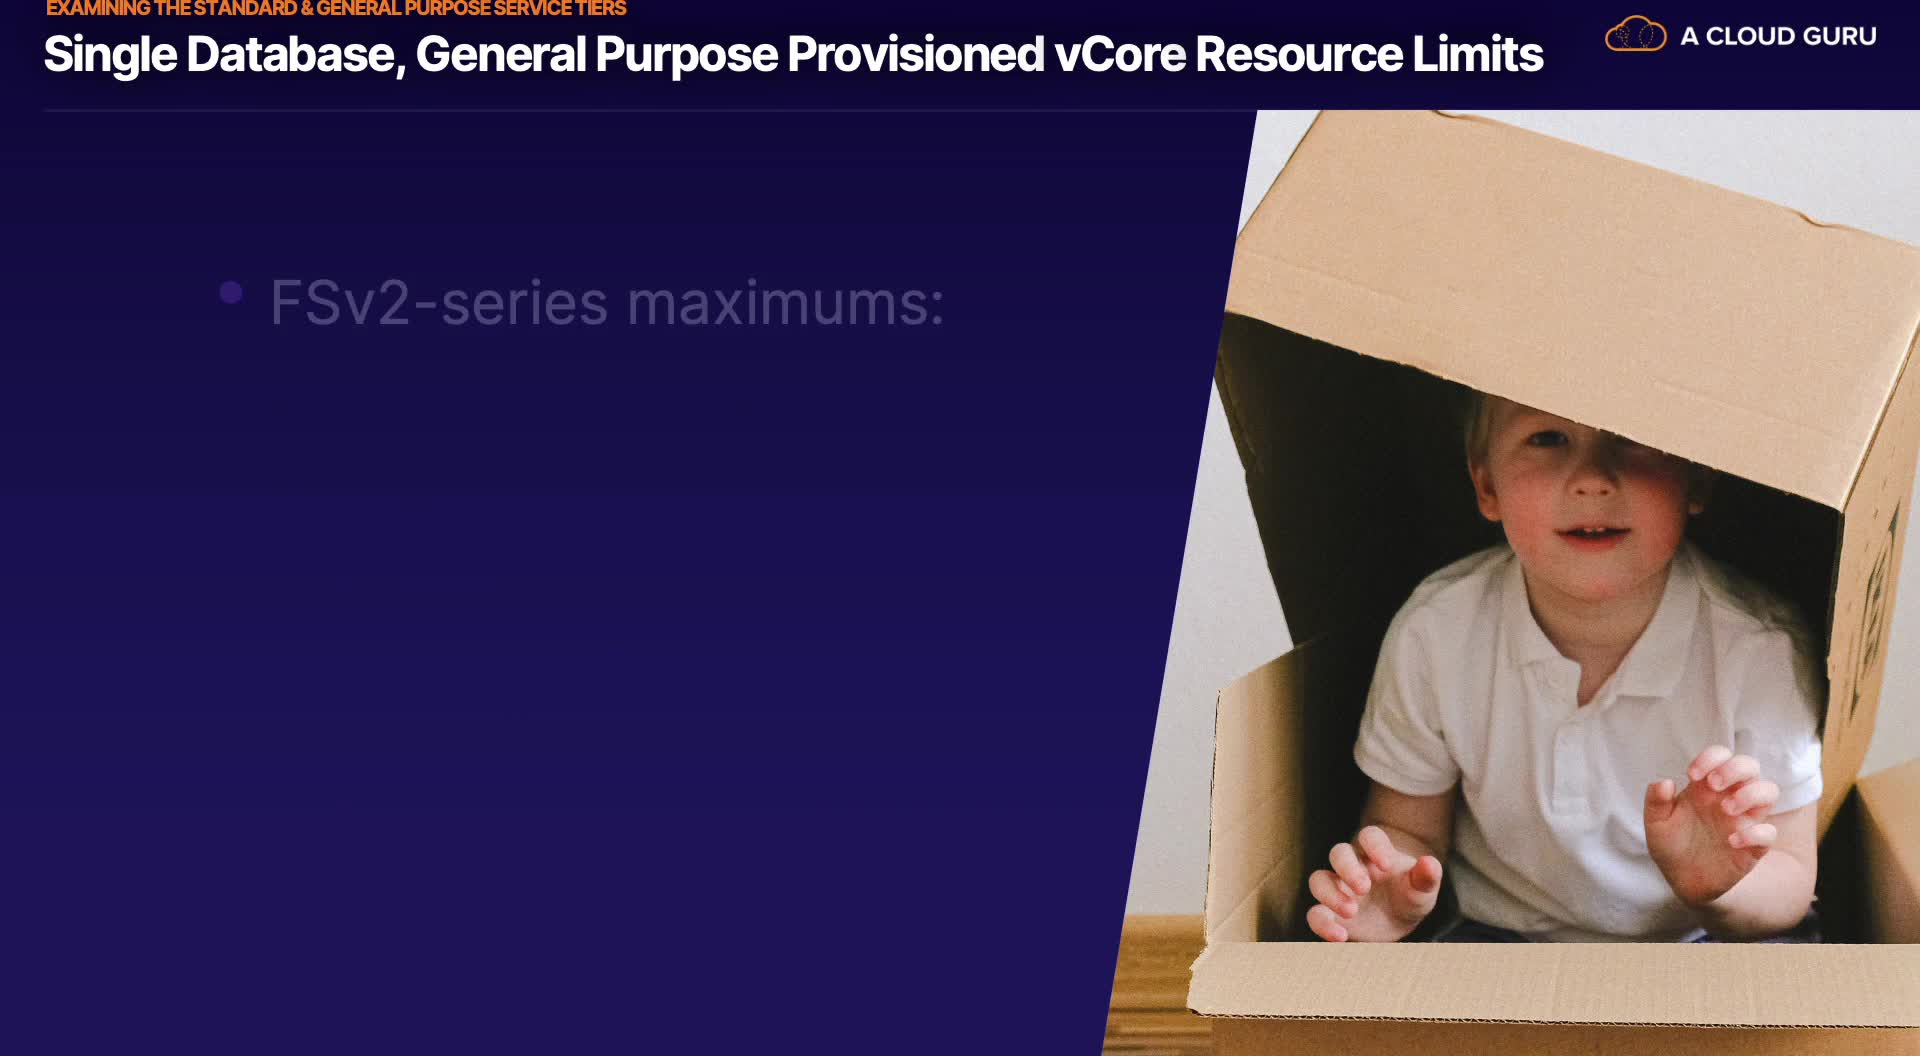 EXAMINING THE STANDARD & GENERAL PURPOSE SERVICE TIERS
Single Database, General Purpose Provisioned vCore Resource Limits
A CLOUD GURU
• FSv2-series maximums: